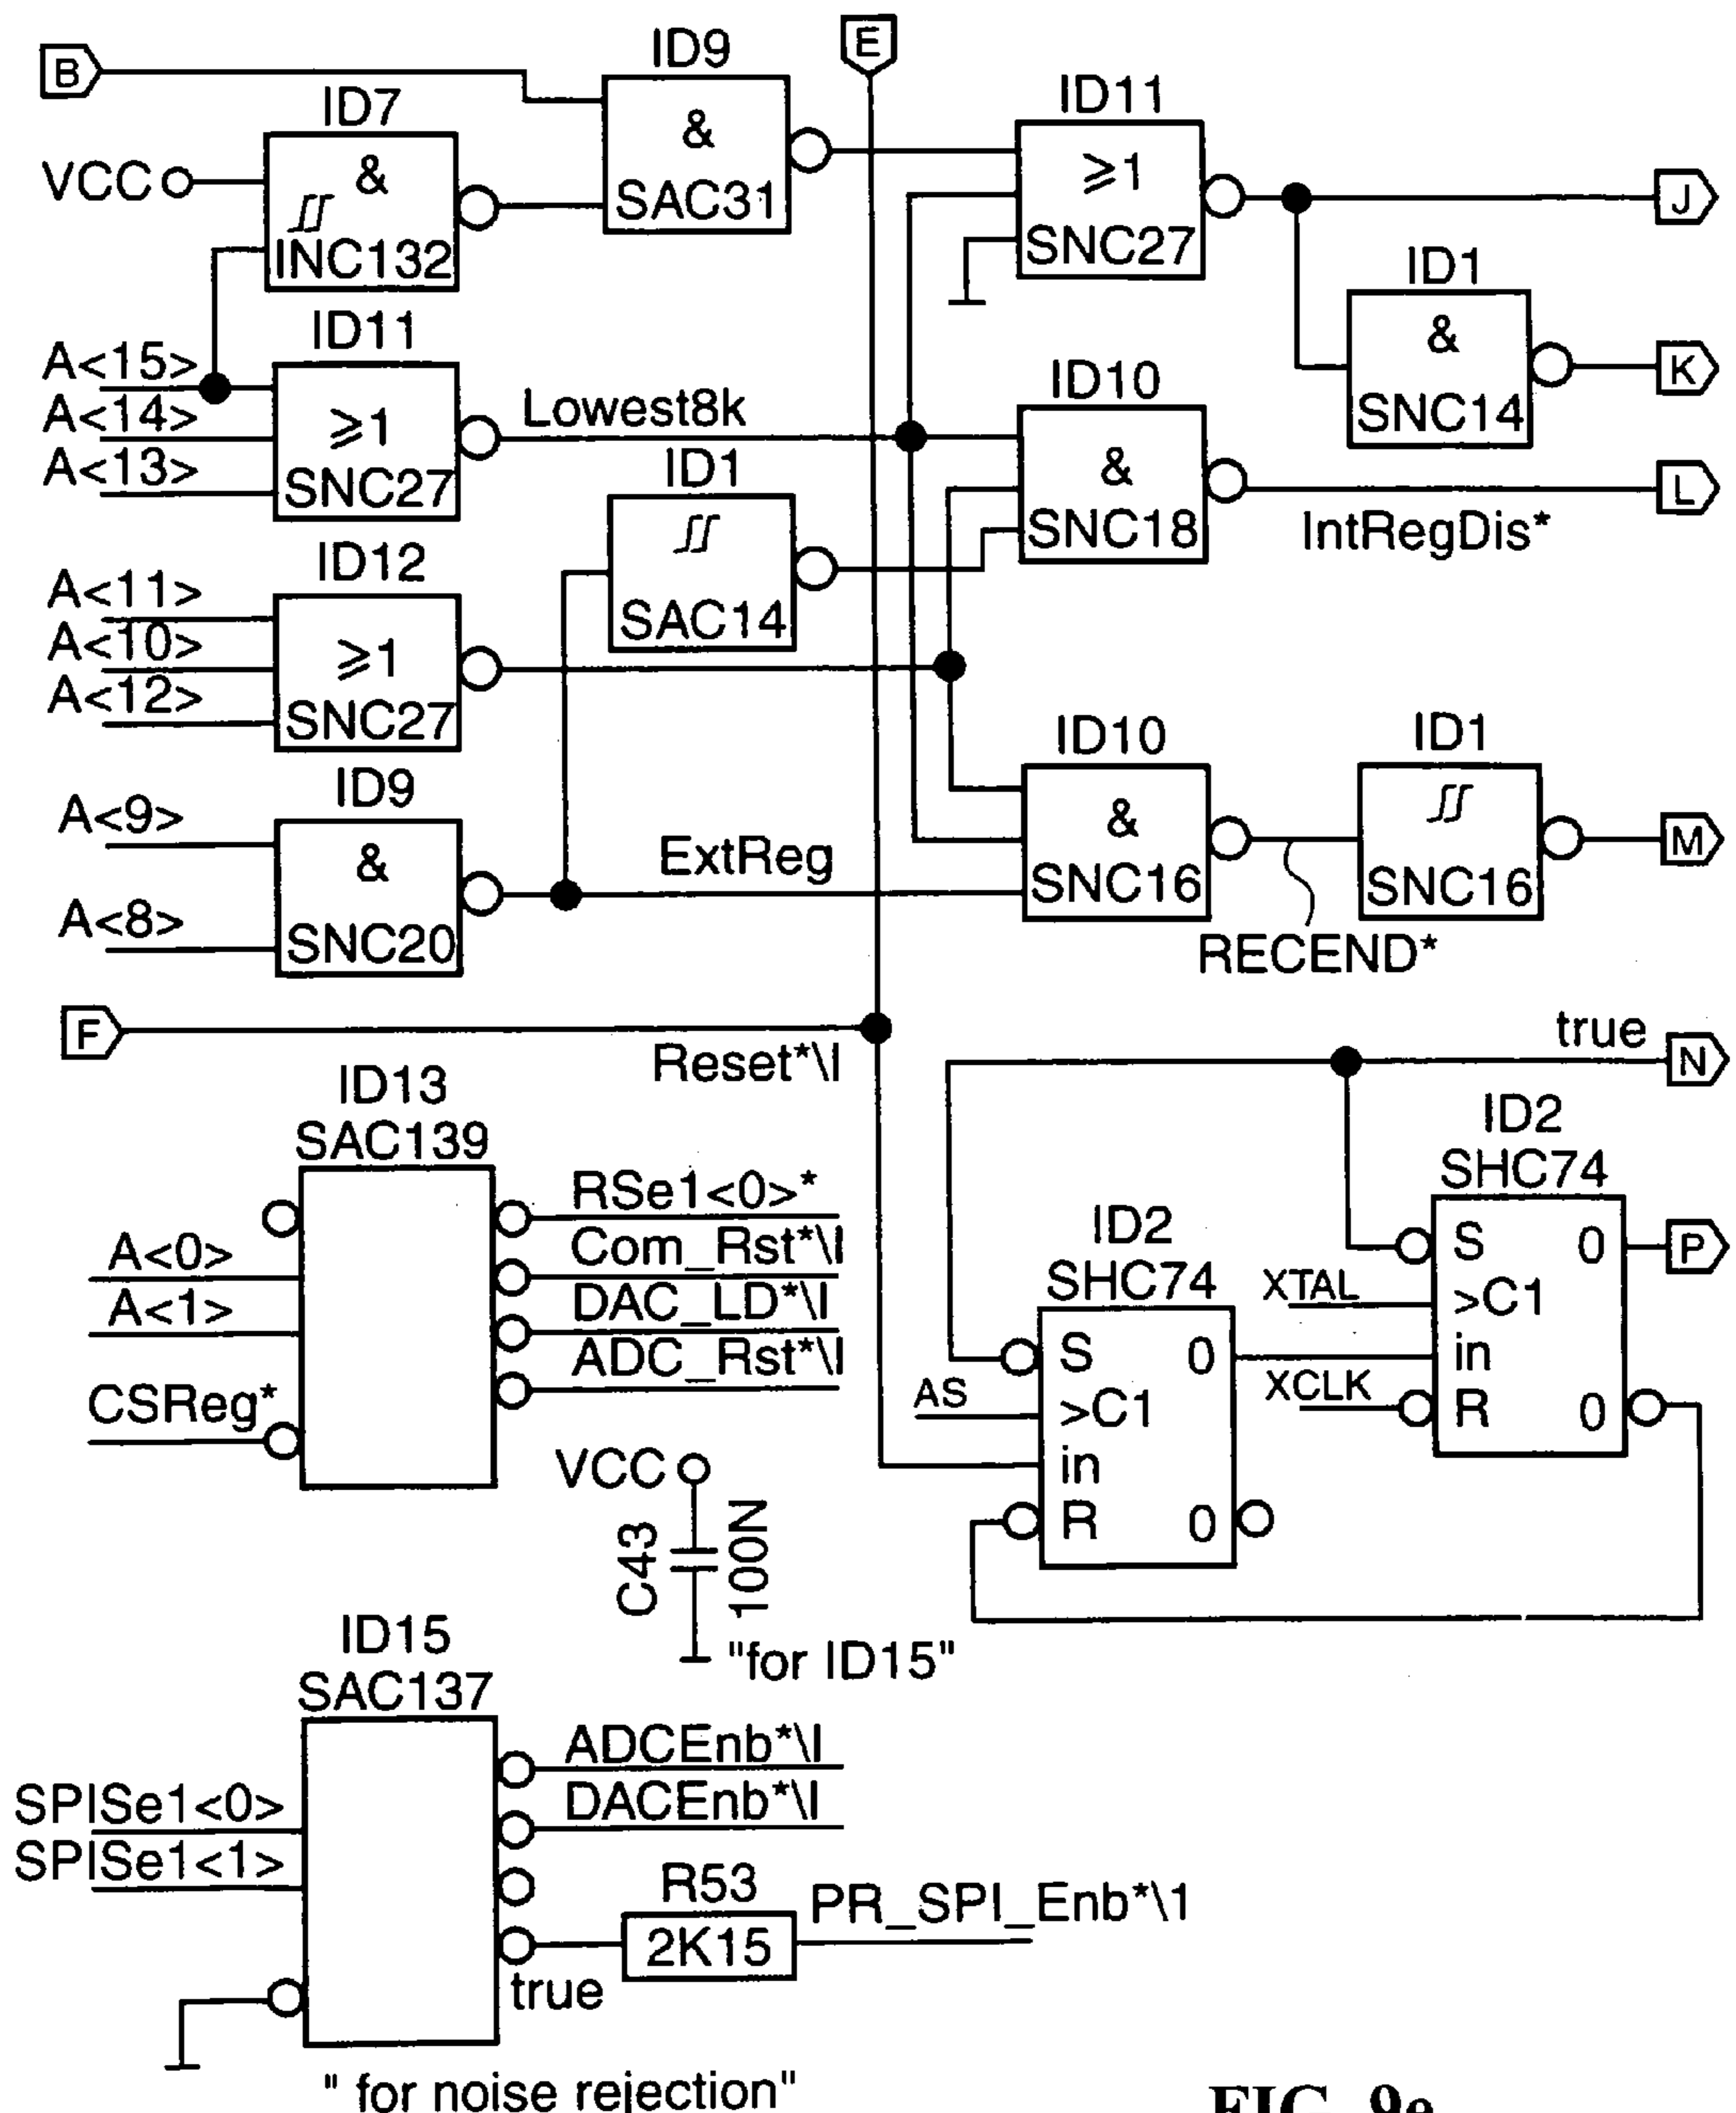 B
E
ID9
&
SAC31
ID7
&
INC132
VCC
ID11
≥1
SNC27
J
ID1
&
SNC14
K
A<15>
A<14>
A<13>
ID11
≥1
SNC27
Lowest8k
ID10
&
SNC18
L
IntRegDis*
ID1
SAC14
A<11>
A<10>
A<12>
ID12
≥1
SNC27
A<9>
A<8>
ID9
&
SNC20
ExtReg
ID10
&
SNC16
ID1
SNC16
M
RECEND*
F
Reset*\I
true
N
ID13
SAC139
A<0>
A<1>
CSReg*
RSe1<0>*
Com_Rst*\I
DAC_LD*\I
ADC_Rst*\I
ID2
SHC74
S 0
>C1
in
R 0
AS
ID2
SHC74
S 0
>C1
in
R 0
XTAL
XCLK
P
VCC
C43
100N
"for ID15"
ID15
SAC137
SPISe1<0>
SPISe1<1>
ADCEnb*\I
DACEnb*\I
R53
2K15
PR_SPI_Enb*\1
true
" for noise rejection"
FIG. 9e